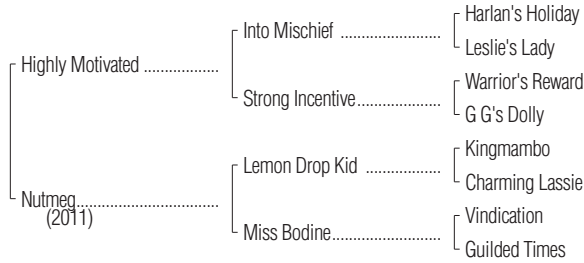 Harlan's Holiday
Into Mischief ....................
Leslie's Lady
Highly Motivated ...............
Warrior's Reward
Strong Incentive.................
G G's Dolly
Kingmambo
Lemon Drop Kid ...............
Charming Lassie
Nutmeg.............................
(2011)
Vindication
Miss Bodine......................
Guilded Times